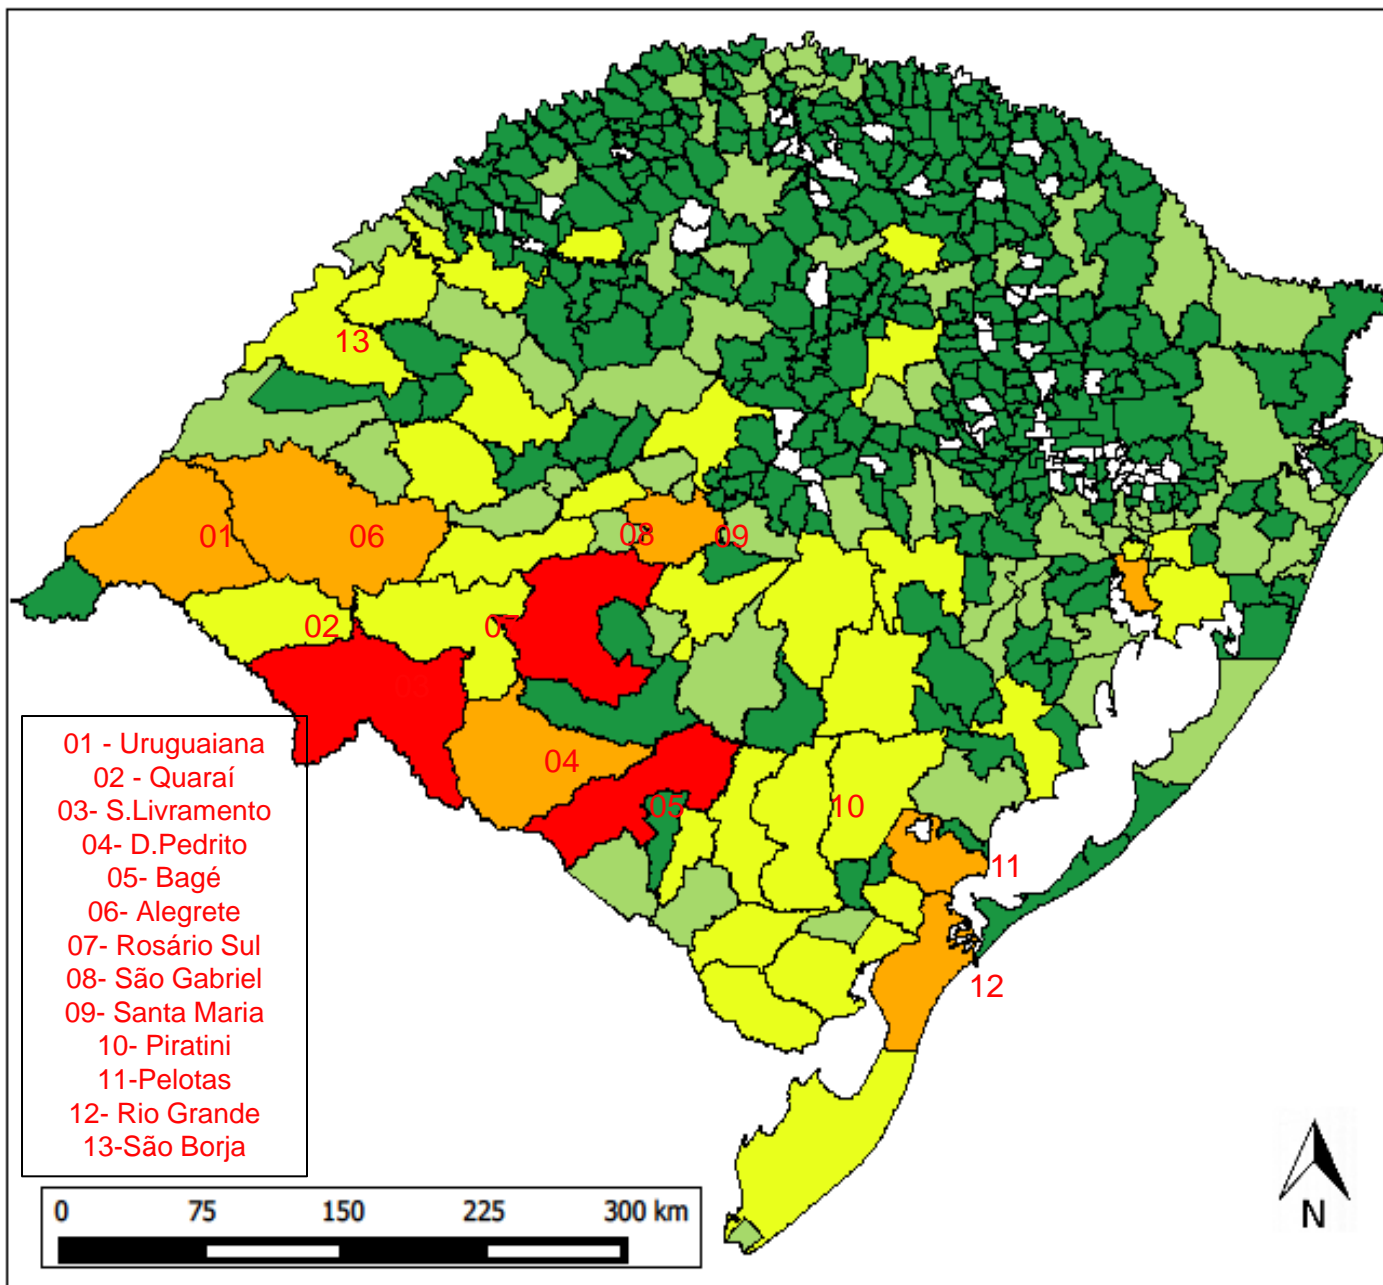 13
01
06
08
09
02
07
03
04
05
10
11
12
01 - Uruguaiana
02 - Quaraí
03- S.Livramento
04- D.Pedrito
05- Bagé
06- Alegrete
07- Rosário Sul
08- São Gabriel
09- Santa Maria
10- Piratini
11-Pelotas
12- Rio Grande
13-São Borja
0 75 150 225 300 km
N